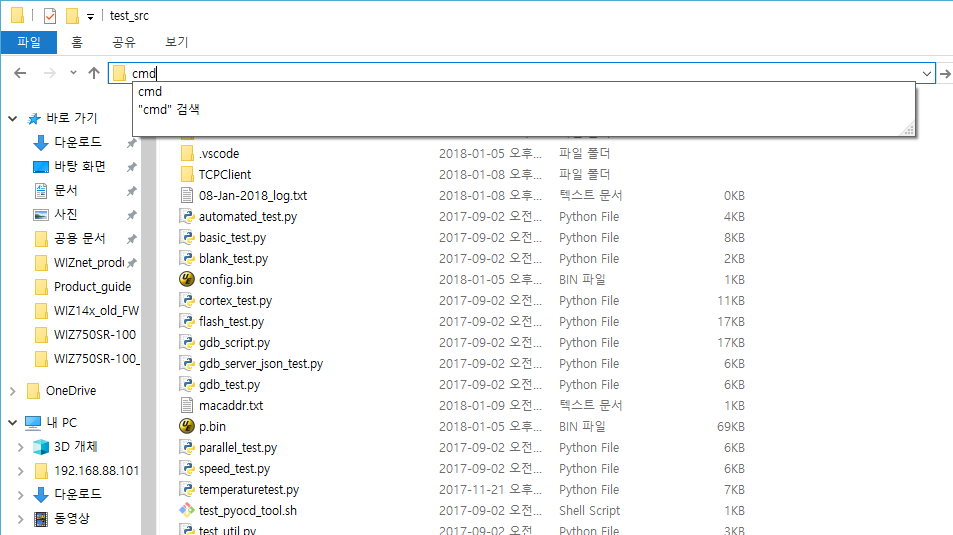 test_src
파일 홈 공유 보기
cmd
cmd
"cmd" 검색
바로 가기
다운로드
바탕 화면
문서
사진
공용 문서
WIZnet_produ
Product_guide
WIZ14x_old_FW
WIZ750SR-100
WIZ750SR-100_
OneDrive
내 PC
3D 개체
192.168.88.101
다운로드
동영상
.vscode 2018-01-05 오후... 파일 폴더
TCPClient 2018-01-08 오후... 파일 폴더
08-Jan-2018_log.txt 2018-01-08 오후... 텍스트 문서 0KB
automated_test.py 2017-09-02 오전... Python File 4KB
basic_test.py 2017-09-02 오전... Python File 8KB
blank_test.py 2017-09-02 오전... Python File 2KB
config.bin 2018-01-05 오후... BIN 파일 1KB
cortex_test.py 2017-09-02 오전... Python File 11KB
flash_test.py 2017-09-02 오전... Python File 17KB
gdb_script.py 2017-09-02 오전... Python File 17KB
gdb_server_json_test.py 2017-09-02 오전... Python File 6KB
gdb_test.py 2017-09-02 오전... Python File 6KB
macaddr.txt 2018-01-09 오전... 텍스트 문서 1KB
p.bin 2018-01-05 오후... BIN 파일 69KB
parallel_test.py 2017-09-02 오전... Python File 6KB
speed_test.py 2017-09-02 오전... Python File 6KB
temperaturetest.py 2017-11-21 오후... Python File 7KB
test_pyocd_tool.sh 2017-09-02 오전... Shell Script 1KB
test_util.py 2017-09-02 오전... Python File 3KB